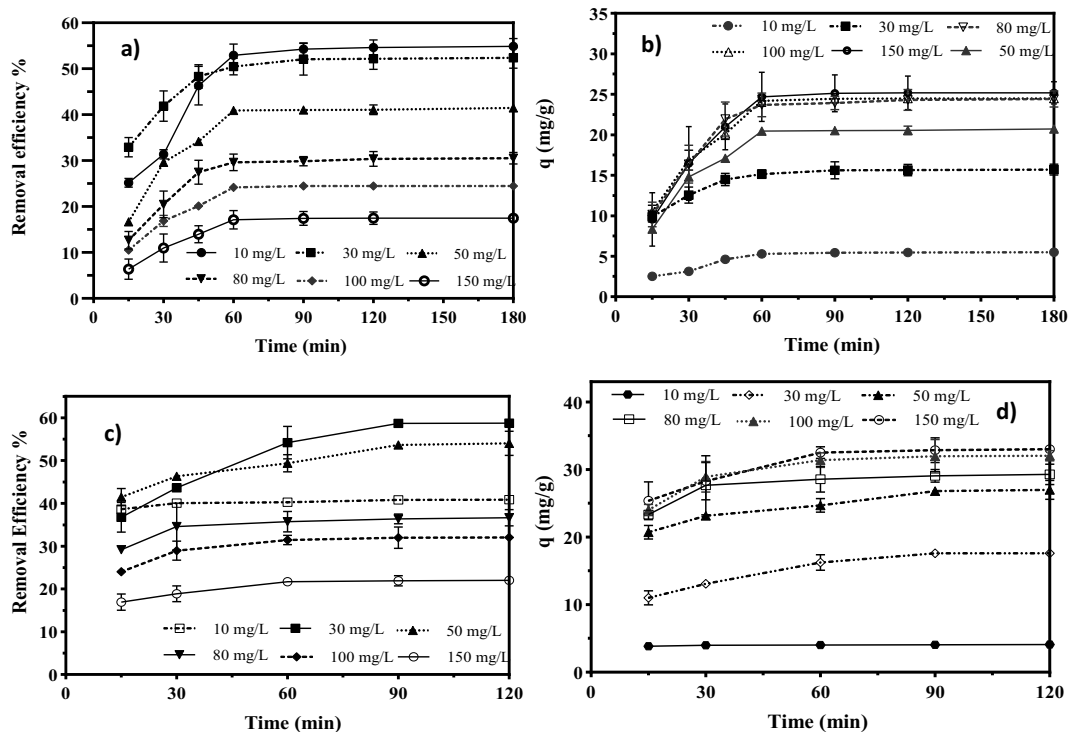 a)
Removal efficiency %
60
50
40
30
20
10
0
10 mg/L 30 mg/L 50 mg/L
80 mg/L 100 mg/L 150 mg/L
0 30 60 90 120 150 180
Time (min)
b)
q (mg/g)
35
30
25
20
15
10
5
0
10 mg/L 30 mg/L 80 mg/L
100 mg/L 150 mg/L 50 mg/L
0 30 60 90 120 150 180
Time (min)
c)
Removal Efficiency %
60
50
40
30
20
10
0
10 mg/L 30 mg/L 50 mg/L
80 mg/L 100 mg/L 150 mg/L
0 30 60 90 120
Time (min)
d)
q (mg/g)
40
30
20
10
0
10 mg/L 30 mg/L 50 mg/L
80 mg/L 100 mg/L 150 mg/L
0 30 60 90 120
Time (min)